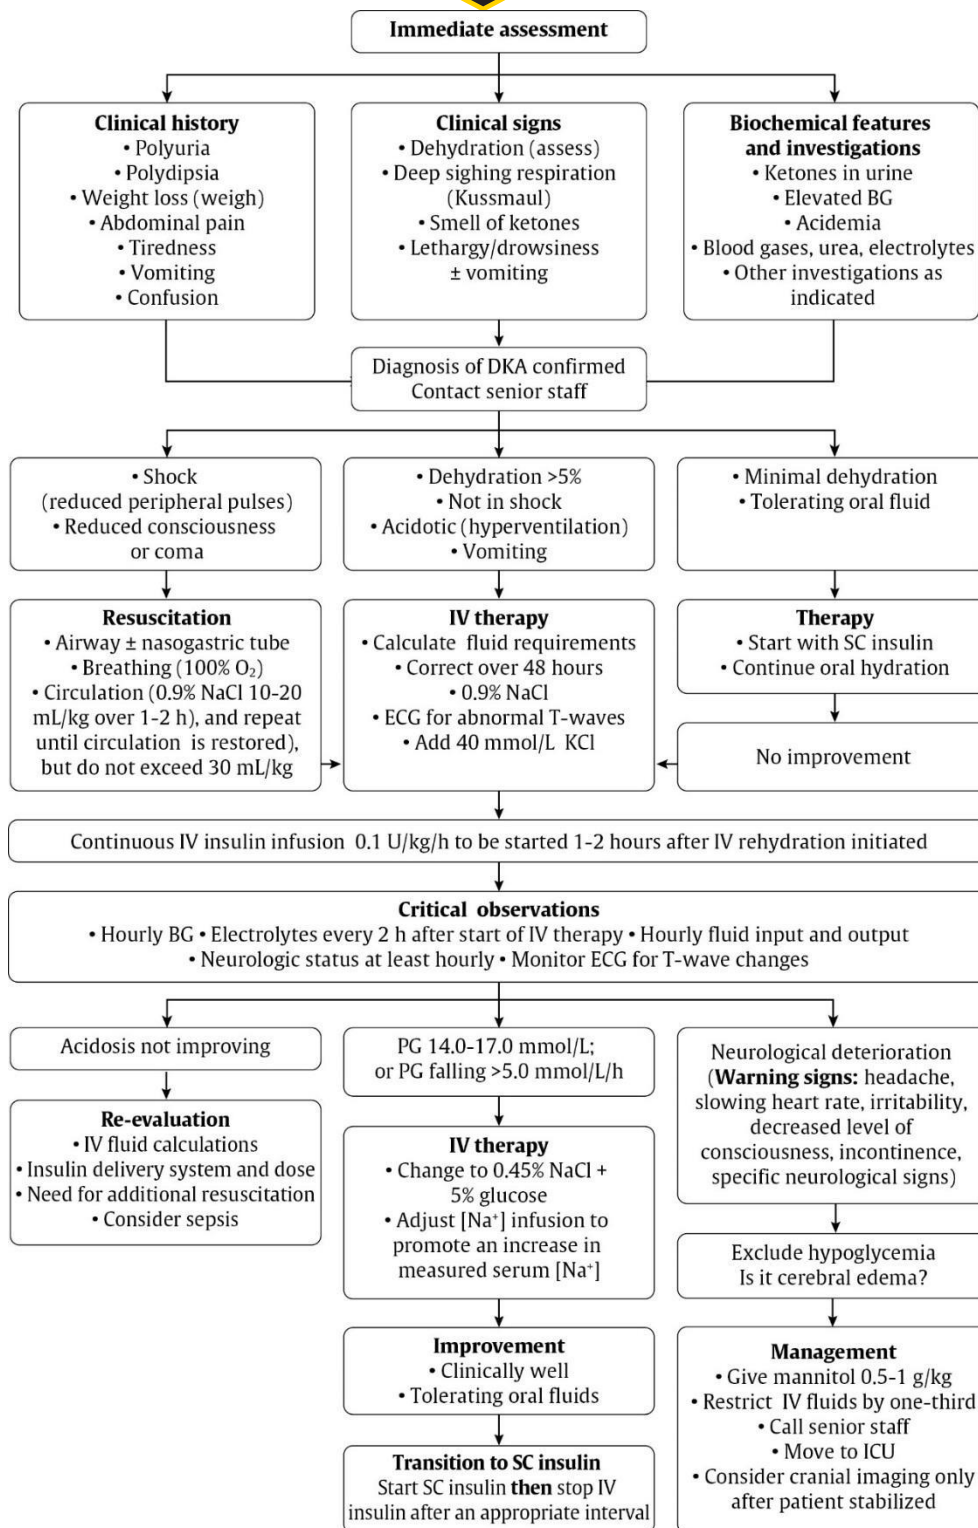 Immediate assessment
Clinical history
• Polyuria
• Polydipsia
• Weight loss (weigh)
• Abdominal pain
• Tiredness
• Vomiting
• Confusion
Clinical signs
• Dehydration (assess)
• Deep sighing respiration
(Kussmaul)
• Smell of ketones
• Lethargy/drowsiness
± vomiting
Biochemical features
and investigations
• Ketones in urine
• Elevated BG
• Acidemia
• Blood gases, urea, electrolytes
• Other investigations as
indicated
Diagnosis of DKA confirmed
Contact senior staff
• Shock
(reduced peripheral pulses)
• Reduced consciousness
or coma
• Dehydration >5%
• Not in shock
• Acidotic (hyperventilation)
• Vomiting
• Minimal dehydration
• Tolerating oral fluid
Resuscitation
• Airway ± nasogastric tube
• Breathing (100% O₂)
• Circulation (0.9% NaCl 10-20
mL/kg over 1-2 h), and repeat
until circulation is restored),
but do not exceed 30 mL/kg
IV therapy
• Calculate fluid requirements
• Correct over 48 hours
• 0.9% NaCl
• ECG for abnormal T-waves
• Add 40 mmol/L KCl
Therapy
• Start with SC insulin
• Continue oral hydration
No improvement
Continuous IV insulin infusion 0.1 U/kg/h to be started 1-2 hours after IV rehydration initiated
Critical observations
• Hourly BG • Electrolytes every 2 h after start of IV therapy • Hourly fluid input and output
• Neurologic status at least hourly • Monitor ECG for T-wave changes
Acidosis not improving
Re-evaluation
• IV fluid calculations
• Insulin delivery system and dose
• Need for additional resuscitation
• Consider sepsis
PG 14.0-17.0 mmol/L;
or PG falling >5.0 mmol/L/h
IV therapy
• Change to 0.45% NaCl +
5% glucose
• Adjust [Na⁺] infusion to
promote an increase in
measured serum [Na⁺]
Improvement
• Clinically well
• Tolerating oral fluids
Transition to SC insulin
Start SC insulin then stop IV
insulin after an appropriate interval
Neurological deterioration
(Warning signs: headache,
slowing heart rate, irritability,
decreased level of
consciousness, incontinence,
specific neurological signs)
Exclude hypoglycemia
Is it cerebral edema?
Management
• Give mannitol 0.5-1 g/kg
• Restrict IV fluids by one-third
• Call senior staff
• Move to ICU
• Consider cranial imaging only
after patient stabilized